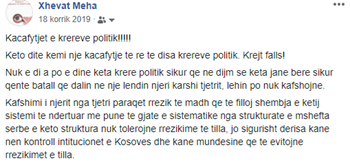 Xhevat Meha
18 korrik 2019
Kacafytjet e krereve politik!!!!!
Keto dite kemi nje kacafytje te re te disa krereve politik. Krejt falls!
Nuk e di a po e dine keta krere politik sikur qe ne dijm se keta jane bere sikur
qente batall qe dalin ne nje lendin njeri karshi tjetrit, lehin po nuk kafshojne.
Kafshimi i njerit nga tjetri paraqet rrezik te madh qe te filloj shembja e ketij
sistemi te ndertuar me pune te gjate e sistematike nga strukturate e mshefta
serbe e keto struktura nuk tolerojne rrezikime te tilla, jo sigurisht derisa kane
nen kontroll intitucionet e Kosoves dhe kane mundesine qe te evitojne
rrezikimet e tilla.